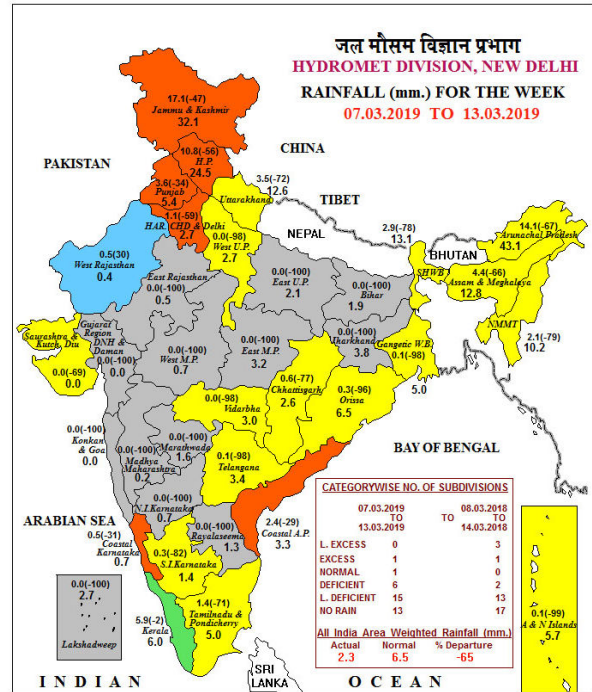 जल मौसम विज्ञान प्रभाग
HYDROMET DIVISION, NEW DELHI
RAINFALL (mm.) FOR THE WEEK
07.03.2019 TO 13.03.2019
17.1(-47)
Jammu & Kashmir
32.1
CHINA
10.8(-56)
H.P.
24.5
PAKISTAN
3.6(-34)
Punjab
5.4
3.5(-72)
12.6
Uttarakhand
TIBET
1.1(-59)
HAR. CHD & Delhi
2.7
0.0(-98)
West U.P.
2.7
NEPAL
2.9(-78)
13.1
14.1(-67)
Arunachal Pradesh
43.1
BHUTAN
SHWB
4.4(-66)
Assam & Meghalaya
12.8
NMMT
2.1(-79)
10.2
0.5(30)
West Rajasthan
0.4
East Rajasthan
0.0(-100)
0.5
0.0(-100)
East U.P.
2.1
0.0(-100)
Bihar
1.9
Saurashtra &
Kutch, Diu
0.0(-69)
0.0
Gujarat
Region
DNH &
Daman
0.0(-100)
0.0
0.0(-100)
West M.P.
0.7
0.0(-100)
East M.P.
3.2
0.0(-100)
Jharkhand
3.8
Gangetic W.B.
0.1(-98)
5.0
0.6(-77)
Chhattisgarh
2.6
0.3(-96)
Orissa
6.5
0.0(-98)
Vidarbha
3.0
0.0(-100)
Konkan
& Goa
0.0
0.0(-100)
Madhya
Maharashtra
0.2
0.0(-100)
Marathwada
1.6
0.1(-98)
Telangana
3.4
BAY OF BENGAL
0.0(-100)
N.I.Karnataka
0.7
0.0(-100)
Rayalaseema
1.3
2.4(-29)
Coastal A.P.
3.3
ARABIAN SEA
0.5(-31)
Coastal
Karnataka
0.7
0.3(-82)
S.I.Karnataka
1.4
0.0(-100)
2.7
Lakshadweep
5.9(-2)
Kerala
6.0
1.4(-71)
Tamilnadu &
Pondicherry
5.0
CATEGORYWISE NO. OF SUBDIVISIONS
07.03.2019 08.03.2018
TO TO TO
13.03.2019 14.03.2018
L. EXCESS 0 3
EXCESS 1 1
NORMAL 1 0
DEFICIENT 6 2
L. DEFICIENT 15 13
NO RAIN 13 17
All India Area Weighted Rainfall (mm.)
Actual Normal % Departure
2.3 6.5 -65
0.1(-99)
A & N Islands
5.7
SRI
LANKA
INDIAN OCEAN